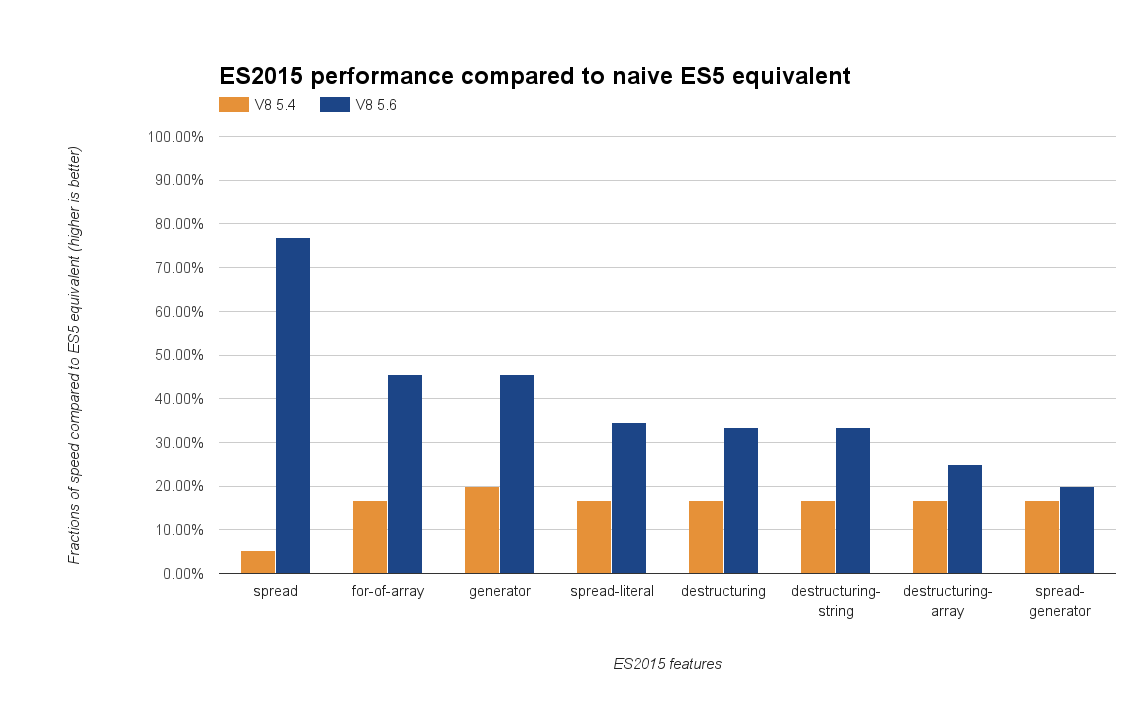 ES2015 performance compared to naive ES5 equivalent
V8 5.4
V8 5.6
Fractions of speed compared to ES5 equivalent (higher is better)
100.00%
90.00%
80.00%
70.00%
60.00%
50.00%
40.00%
30.00%
20.00%
10.00%
0.00%
spread
for-of-array
generator
spread-literal
destructuring
destructuring-
string
destructuring-
array
spread-
generator
ES2015 features